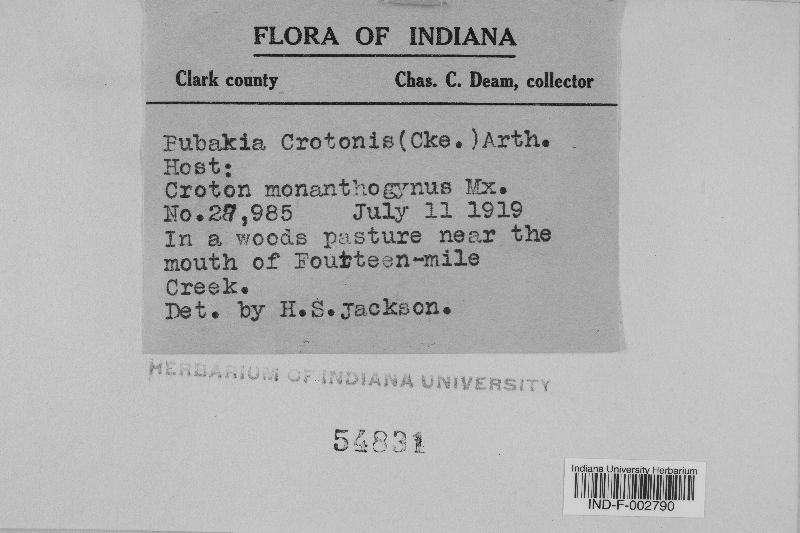 FLORA OF INDIANA
Clark county Chas. C. Deam, collector
Bubakia Crotonis(Cke.)Arth.
Host:
Croton monanthogynus Mx.
No.27,985 July 11 1919
In a woods pasture near the
mouth of Fourteen-mile
Creek.
Det. by H.S.Jackson.
HERBARIUM OF INDIANA UNIVERSITY
54831
Indiana University Herbarium
IND-F-002790